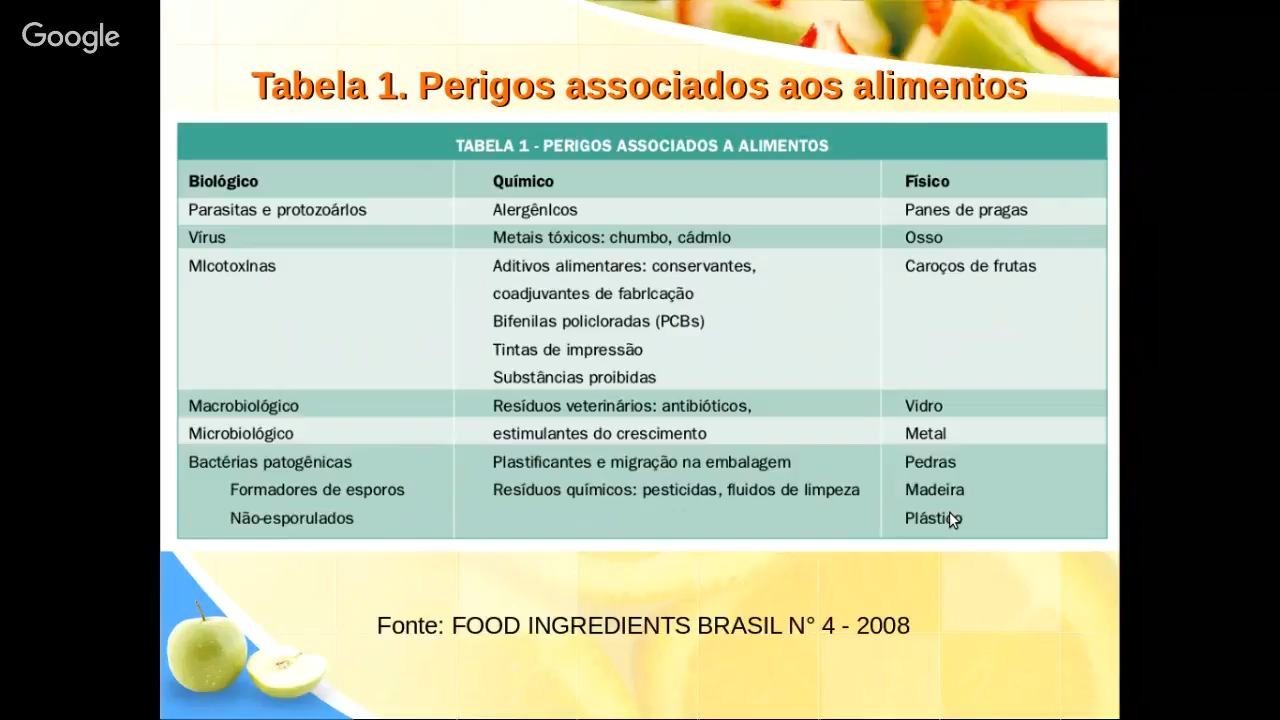 Google
Tabela 1. Perigos associados aos alimentos
TABELA 1 - PERIGOS ASSOCIADOS A ALIMENTOS
Biológico Químico Físico
Parasitas e protozoárIos AlergênIcos Panes de pragas
Vírus Metais tóxicos: chumbo, cádmIo Osso
MIcotoxInas Aditivos alimentares: conservantes, Caroços de frutas
coadjuvantes de fabrIcação
Bifenilas policloradas (PCBs)
Tintas de impressão
Substâncias proibidas
Macrobiológico Resíduos veterinários: antibióticos, Vidro
Microbiológico estimulantes do crescimento Metal
Bactérias patogênicas Plastificantes e migração na embalagem Pedras
Formadores de esporos Resíduos químicos: pesticidas, fluidos de limpeza Madeira
Não-esporulados Plástico
Fonte: FOOD INGREDIENTS BRASIL N° 4 - 2008